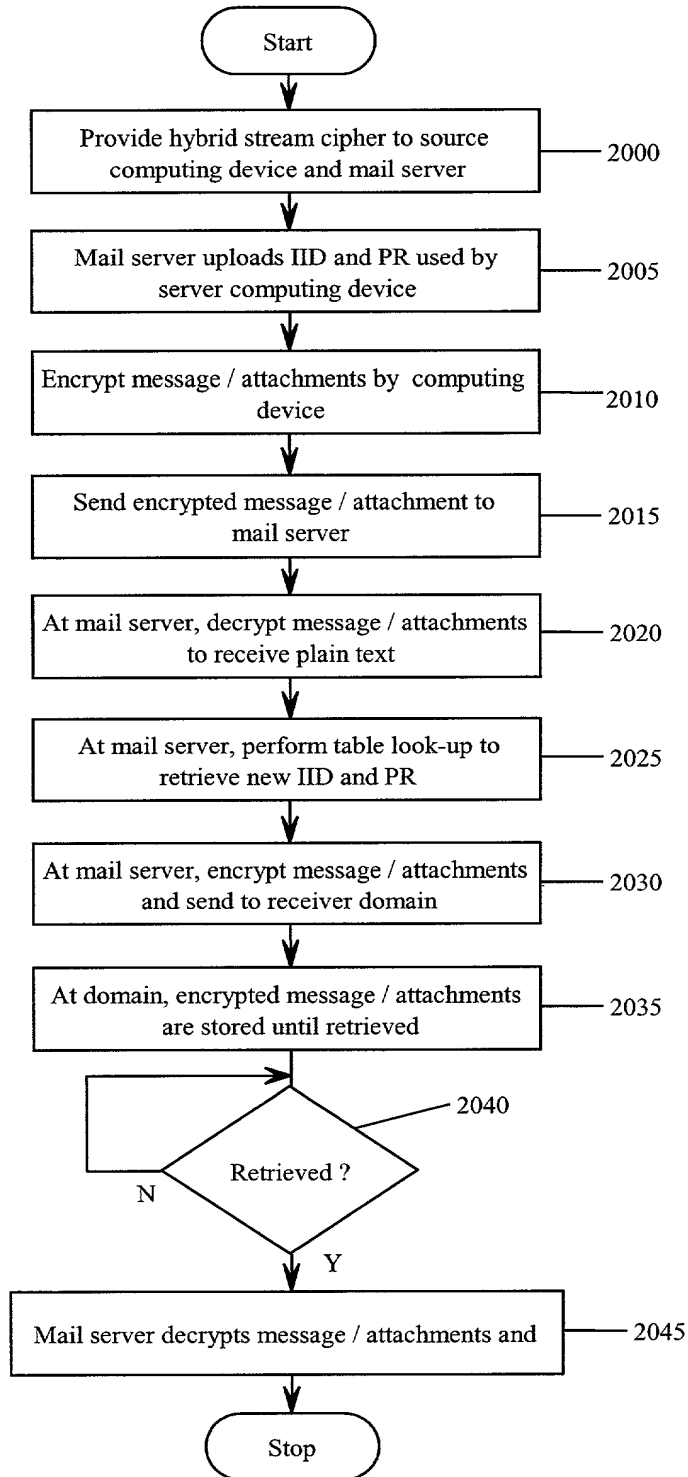 Start
Provide hybrid stream cipher to source
computing device and mail server
2000
Mail server uploads IID and PR used by
server computing device
2005
Encrypt message / attachments by computing
device
2010
Send encrypted message / attachment to
mail server
2015
At mail server, decrypt message / attachments
to receive plain text
2020
At mail server, perform table look-up to
retrieve new IID and PR
2025
At mail server, encrypt message / attachments
and send to receiver domain
2030
At domain, encrypted message / attachments
are stored until retrieved
2035
2040
Retrieved ?
N
Y
Mail server decrypts message / attachments and
2045
Stop